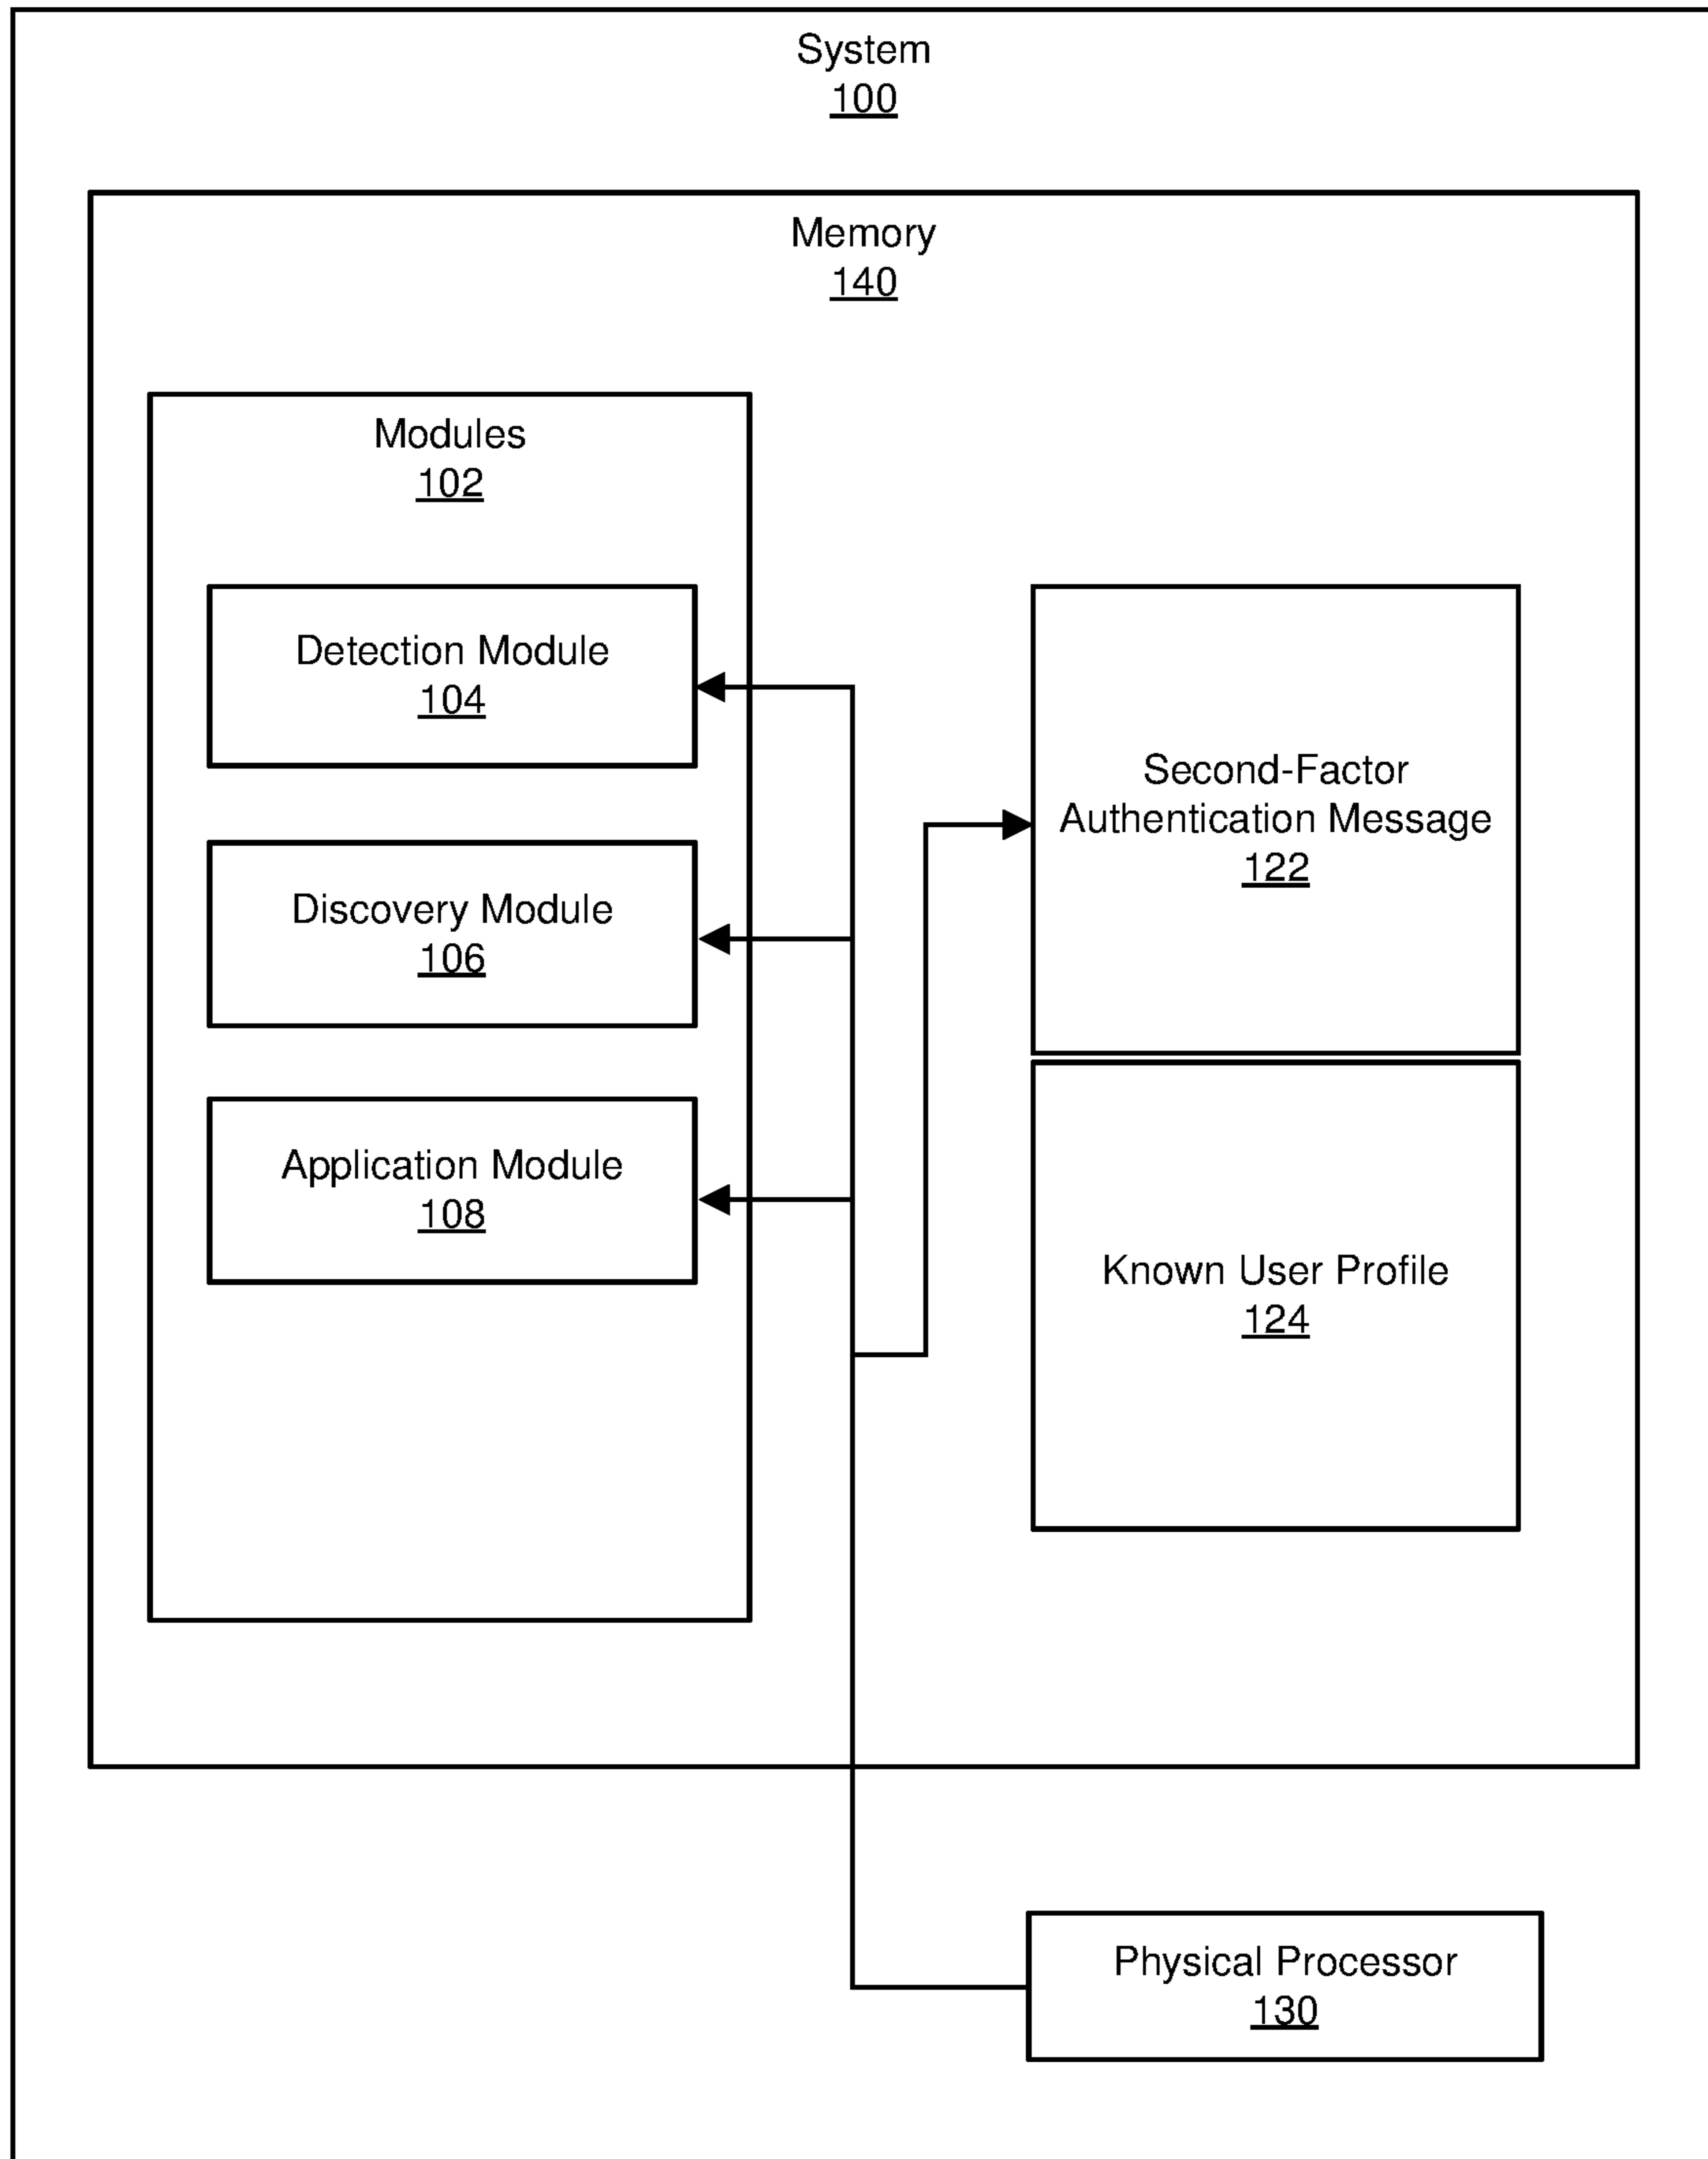 System
100
Memory
140
Modules
102
Detection Module
104
Discovery Module
106
Application Module
108
Second-Factor
Authentication Message
122
Known User Profile
124
Physical Processor
130